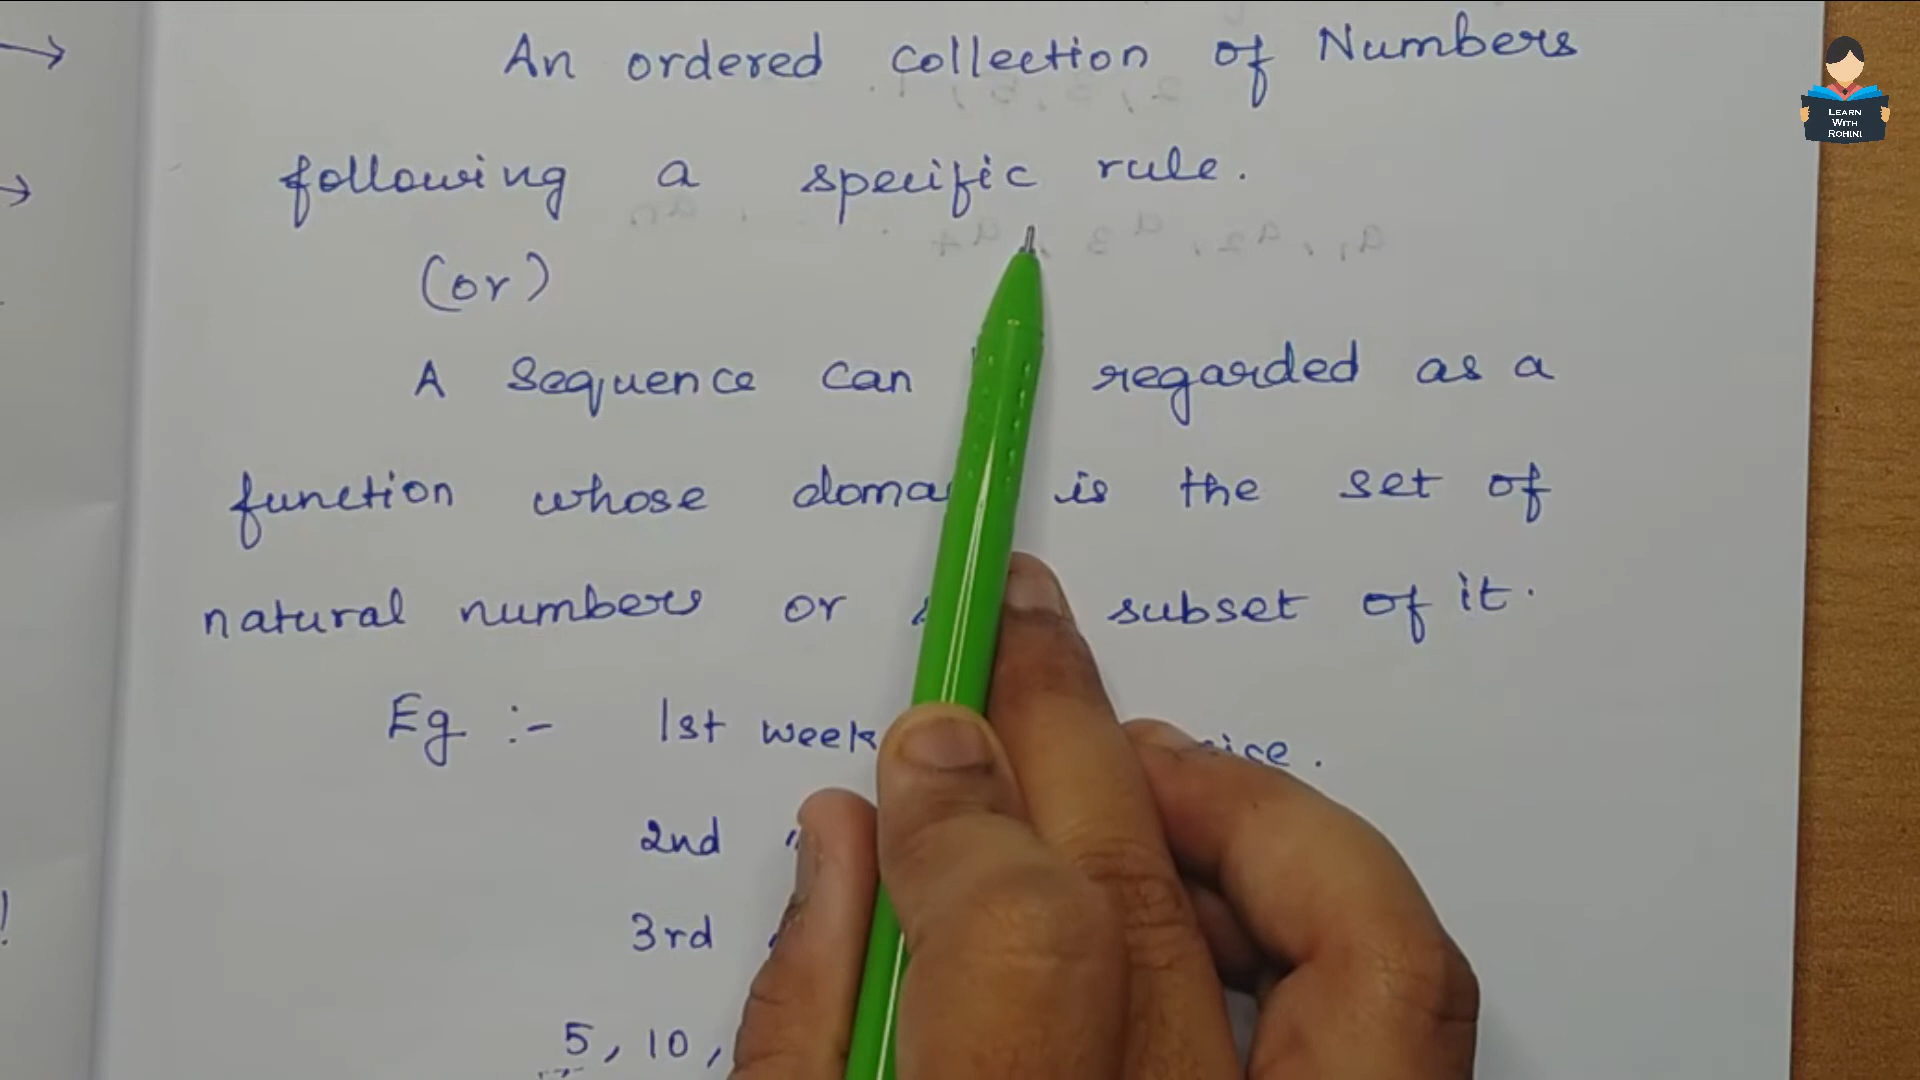 An ordered collection of Numbers
following a specific rule.
(or)
A Sequence can regarded as a
function whose is the set of
natural numbers or subset of it.
Eg :- 1st week
2nd "
3rd
5, 10,
LEARN
WITH
ROHINI